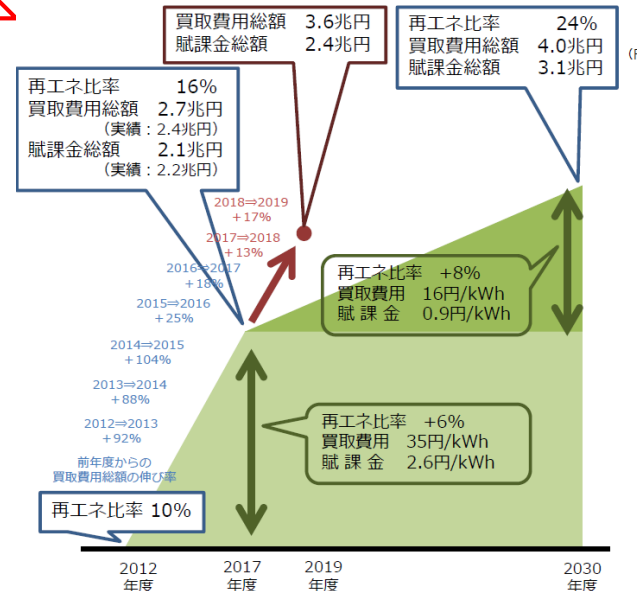 買取費用総額 3.6兆円
賦課金総額 2.4兆円
再エネ比率 24%
買取費用総額 4.0兆円
賦課金総額 3.1兆円
再エネ比率 16%
買取費用総額 2.7兆円
（実績：2.4兆円）
賦課金総額 2.1兆円
（実績：2.2兆円）
2018⇒2019
+17%
2017⇒2018
+13%
2016⇒2017
+18%
2015⇒2016
+25%
2014⇒2015
+104%
2013⇒2014
+88%
2012⇒2013
+92%
前年度からの
買取費用総額の伸び率
再エネ比率 +8%
買取費用 16円/kWh
賦課金 0.9円/kWh
再エネ比率 +6%
買取費用 35円/kWh
賦課金 2.6円/kWh
再エネ比率 10%
2012
年度
2017
年度
2019
年度
2030
年度